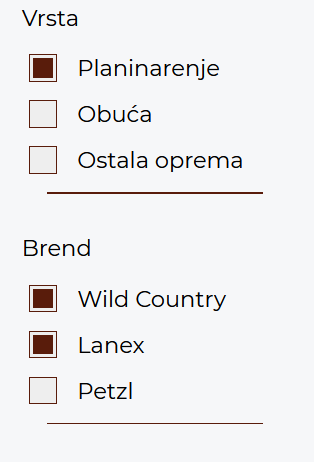 Vrsta
Planinarenje
Obuća
Ostala oprema
Brend
Wild Country
Lanex
Petzl